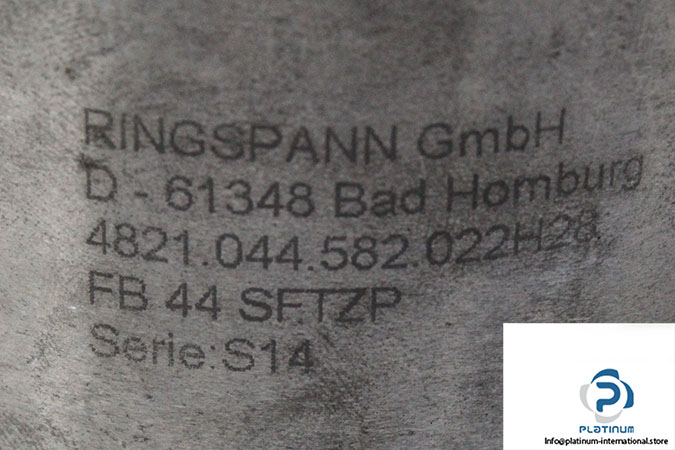 RINGSPANN GmbH
D - 61348 Bad Homburg
4821.044.582.022H28
FB 44 SFTZP
Serie:S14
PLATINUM
Info@platinum-international.store